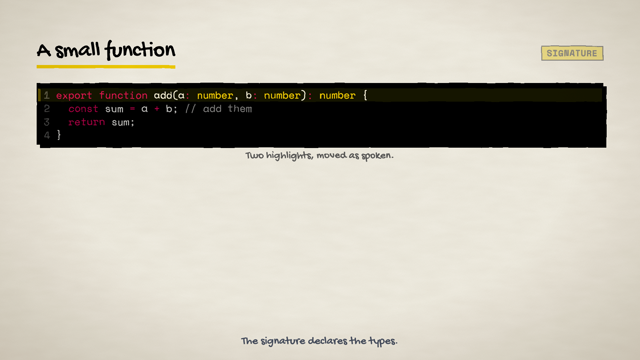 A small function
SIGNATURE
1 export function add(a: number, b: number): number {
2 const sum = a + b; // add them
3 return sum;
4 }
Two highlights, moved as spoken.
The signature declares the types.